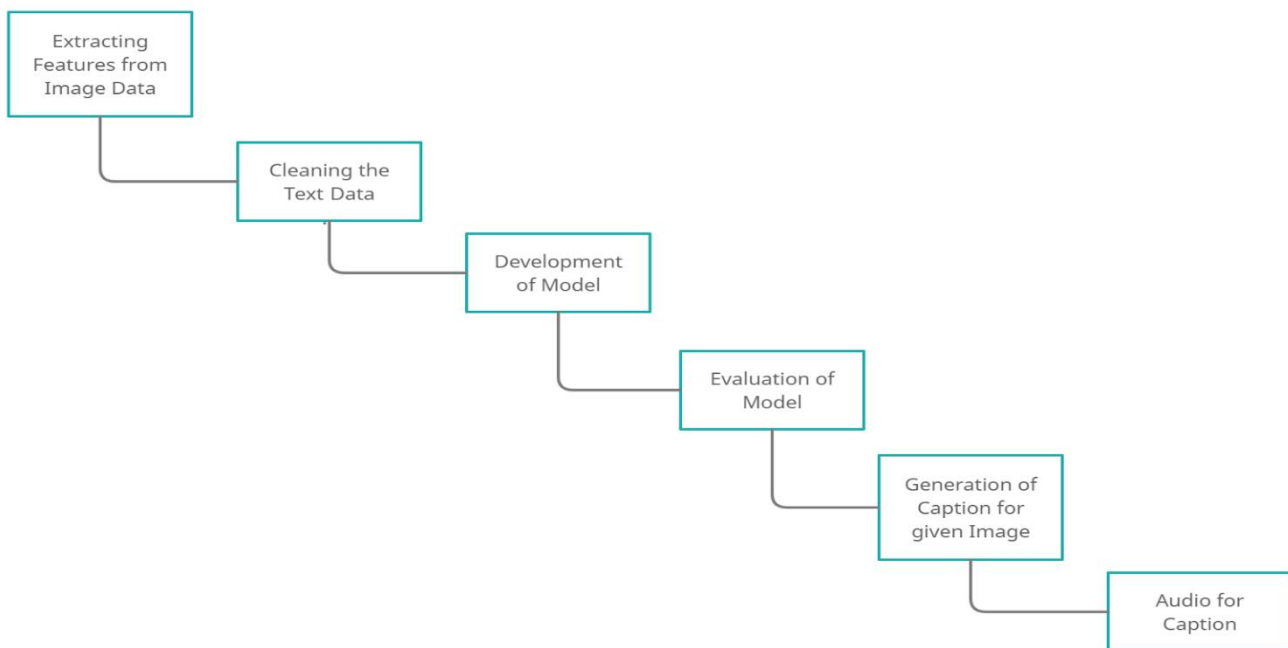 Extracting
Features from
Image Data
Cleaning the
Text Data
Development
of Model
Evaluation of
Model
Generation of
Caption for
given Image
Audio for
Caption